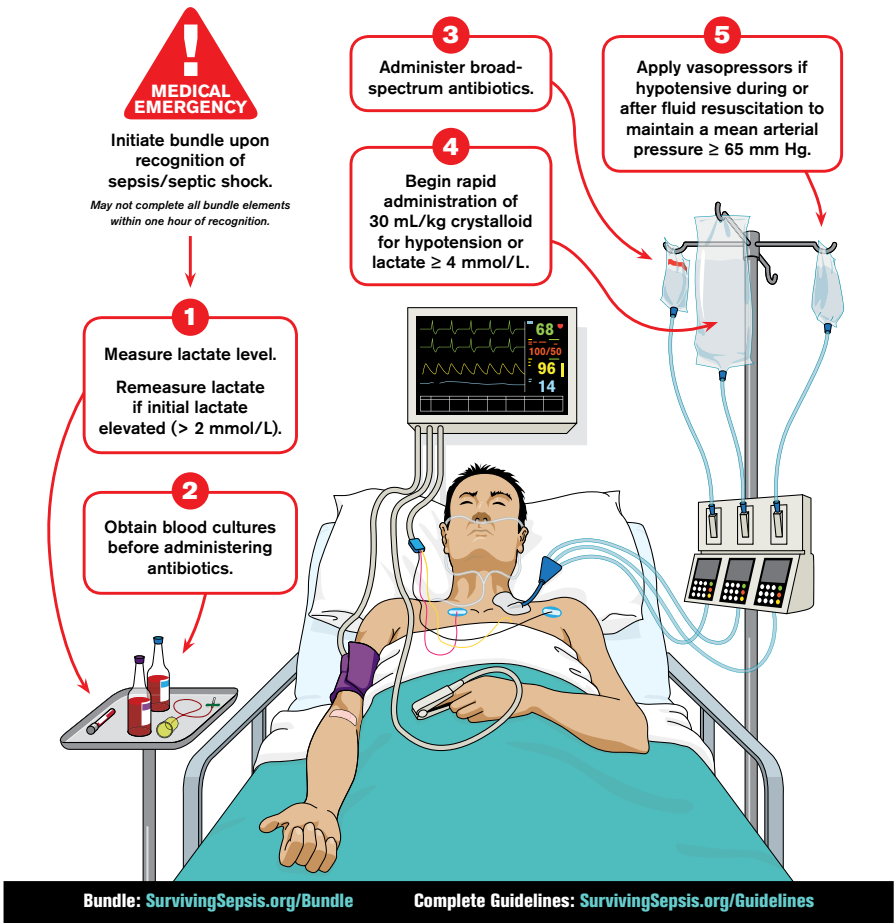 !
MEDICAL
EMERGENCY
Initiate bundle upon
recognition of
sepsis/septic shock.
May not complete all bundle elements
within one hour of recognition.
1
Measure lactate level.
Remeasure lactate
if initial lactate
elevated (> 2 mmol/L).
2
Obtain blood cultures
before administering
antibiotics.
3
Administer broad-
spectrum antibiotics.
4
Begin rapid
administration of
30 mL/kg crystalloid
for hypotension or
lactate ≥ 4 mmol/L.
5
Apply vasopressors if
hypotensive during or
after fluid resuscitation to
maintain a mean arterial
pressure ≥ 65 mm Hg.
68
100/50
96
14
Bundle: SurvivingSepsis.org/Bundle Complete Guidelines: SurvivingSepsis.org/Guidelines